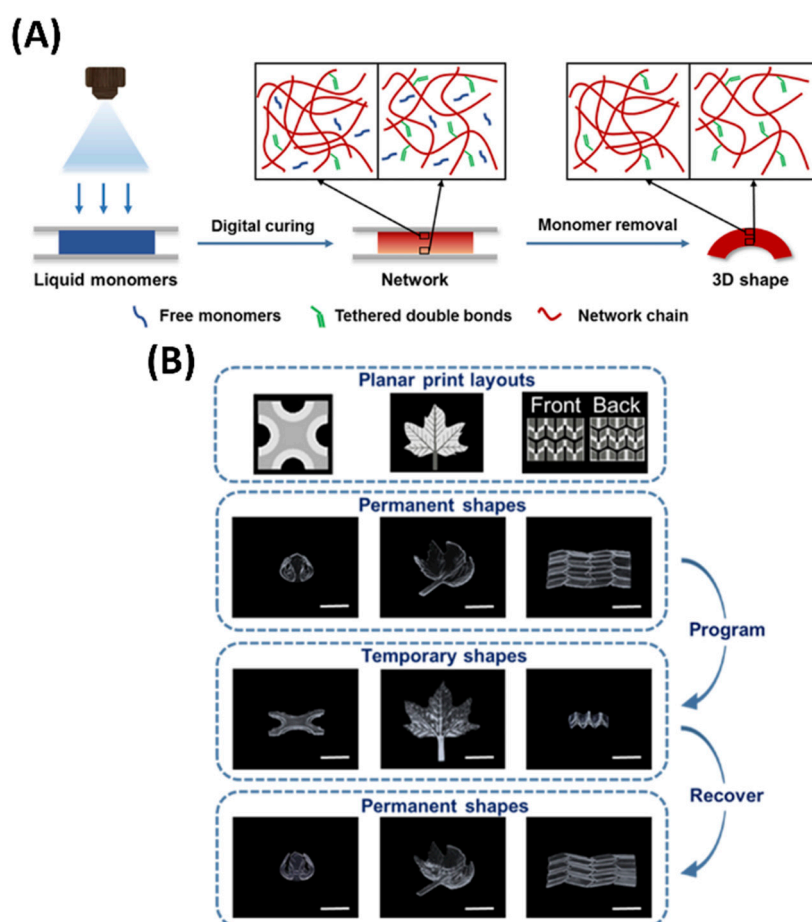 (A)
Digital curing
Monomer removal
Liquid monomers
Network
3D shape
Free monomers
Tethered double bonds
Network chain
(B)
Planar print layouts
Front Back
Permanent shapes
Program
Temporary shapes
Recover
Permanent shapes